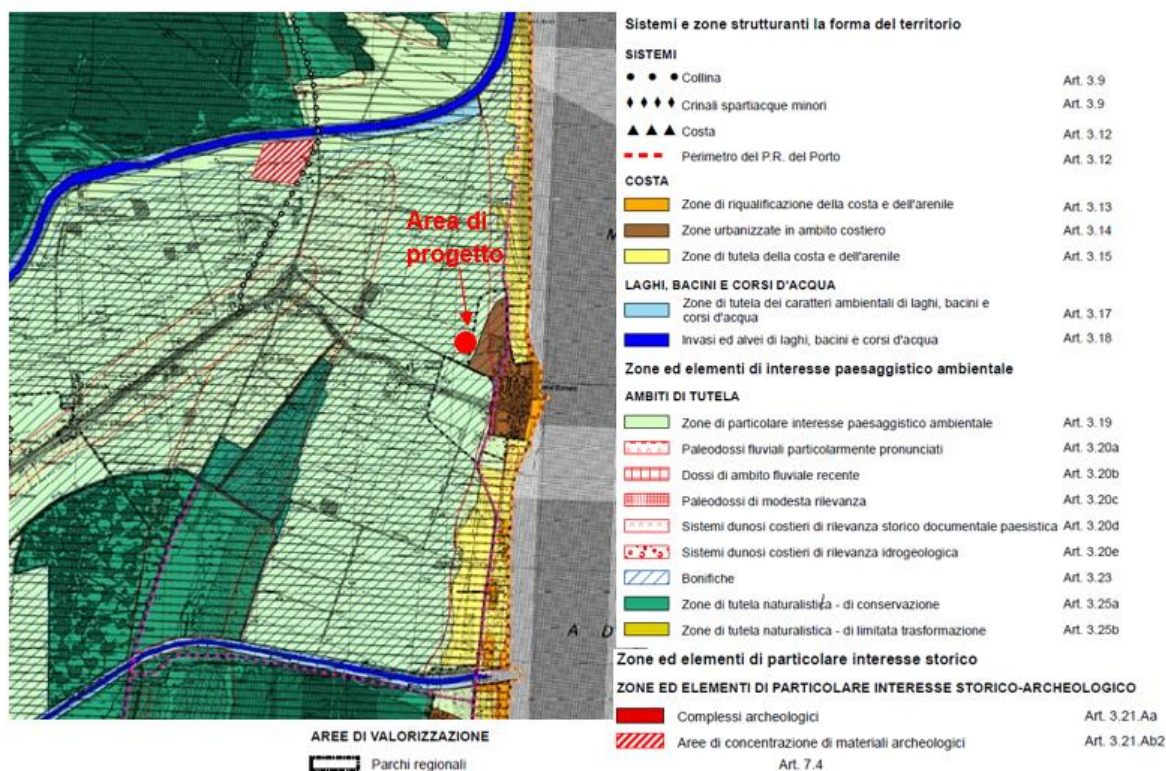 Area di
progetto
M
A D
Sistemi e zone strutturanti la forma del territorio
SISTEMI
Collina Art. 3.9
Crinali spartiacque minori Art. 3.9
Costa Art. 3.12
Perimetro del P.R. del Porto Art. 3.12
COSTA
Zone di riqualificazione della costa e dell'arenile Art. 3.13
Zone urbanizzate in ambito costiero Art. 3.14
Zone di tutela della costa e dell'arenile Art. 3.15
LAGHI, BACINI E CORSI D'ACQUA
Zone di tutela dei caratteri ambientali di laghi, bacini e
corsi d'acqua Art. 3.17
Invasi ed alvei di laghi, bacini e corsi d'acqua Art. 3.18
Zone ed elementi di interesse paesaggistico ambientale
AMBITI DI TUTELA
Zone di particolare interesse paesaggistico ambientale Art. 3.19
Paleodossi fluviali particolarmente pronunciati Art. 3.20a
Dossi di ambito fluviale recente Art. 3.20b
Paleodossi di modesta rilevanza Art. 3.20c
Sistemi dunosi costieri di rilevanza storico documentale paesistica Art. 3.20d
Sistemi dunosi costieri di rilevanza idrogeologica Art. 3.20e
Bonifiche Art. 3.23
Zone di tutela naturalistica - di conservazione Art. 3.25a
Zone di tutela naturalistica - di limitata trasformazione Art. 3.25b
Zone ed elementi di particolare interesse storico
ZONE ED ELEMENTI DI PARTICOLARE INTERESSE STORICO-ARCHEOLOGICO
Complessi archeologici Art. 3.21.Aa
Aree di concentrazione di materiali archeologici Art. 3.21.Ab2
AREE DI VALORIZZAZIONE
Parchi regionali Art. 7.4